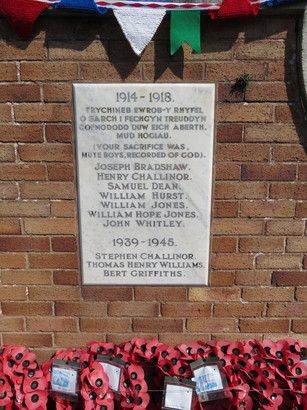 1914-1918.
TRYCHINEB EWROB-Y RHYFEL
O BARCH I FECHGYN TREUDDYN
COFNODODD DUW EICH ABERTH.
MUD HOGIAU.
(YOUR SACRIFICE WAS,
MUTE BOYS, RECORDED OF GOD).
JOSEPH BRADSHAW.
HENRY CHALLINOR.
SAMUEL DEAN.
WILLIAM HURST.
WILLIAM JONES.
WILLIAM HOPE JONES.
JOHN WHITLEY.
1939-1945.
STEPHEN CHALLINOR.
THOMAS HENRY WILLIAMS.
BERT GRIFFITHS.